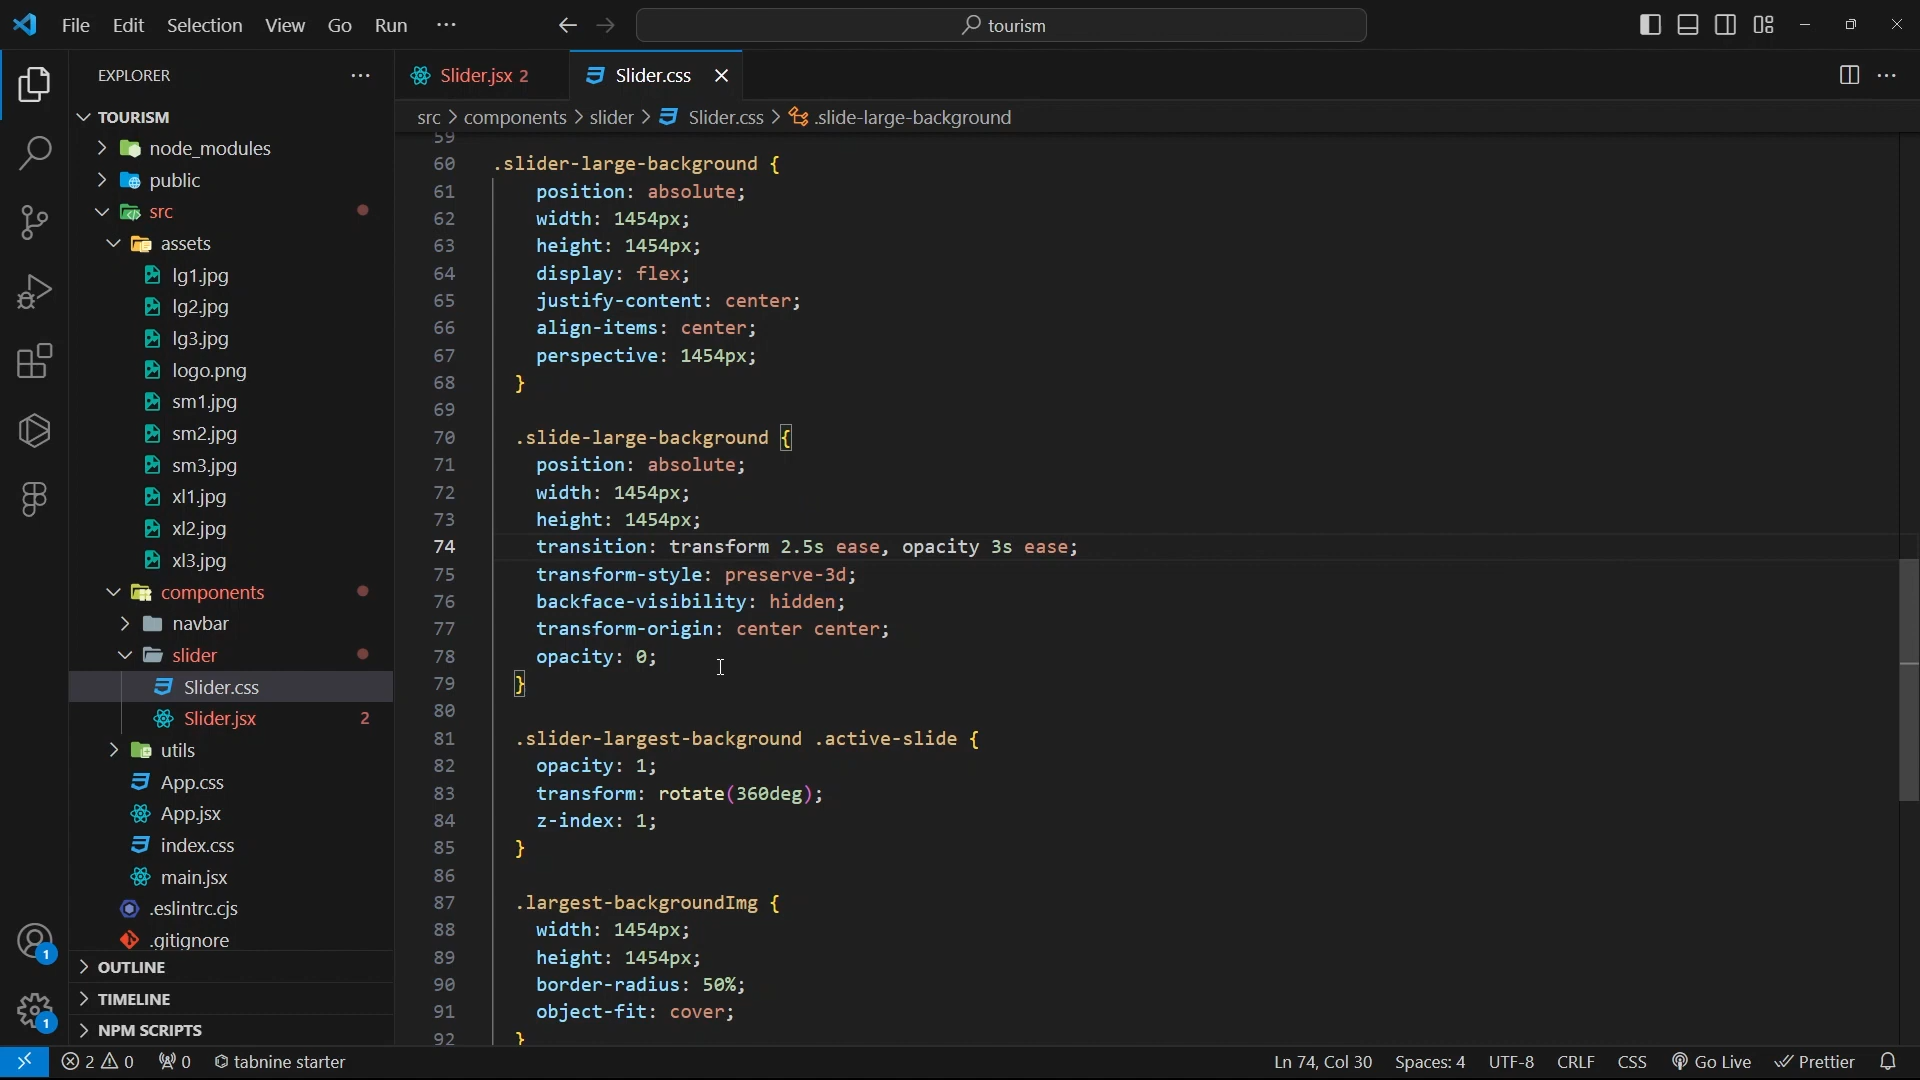 File Edit Selection View Go Run ···
tourism
EXPLORER ···
TOURISM
node_modules
public
src
assets
lg1.jpg
lg2.jpg
lg3.jpg
logo.png
sm1.jpg
sm2.jpg
sm3.jpg
xl1.jpg
xl2.jpg
xl3.jpg
components
navbar
slider
Slider.css
Slider.jsx 2
utils
App.css
App.jsx
index.css
main.jsx
.eslintrc.cjs
.gitignore
OUTLINE
TIMELINE
NPM SCRIPTS
1
1
Slider.jsx 2 Slider.css
src > components > slider > Slider.css > .slide-large-background
59
60 .slider-large-background {
61 position: absolute;
62 width: 1454px;
63 height: 1454px;
64 display: flex;
65 justify-content: center;
66 align-items: center;
67 perspective: 1454px;
68 }
69
70 .slide-large-background {
71 position: absolute;
72 width: 1454px;
73 height: 1454px;
74 transition: transform 2.5s ease, opacity 3s ease;
75 transform-style: preserve-3d;
76 backface-visibility: hidden;
77 transform-origin: center center;
78 opacity: 0;
79 }
80
81 .slider-largest-background .active-slide {
82 opacity: 1;
83 transform: rotate(360deg);
84 z-index: 1;
85 }
86
87 .largest-backgroundImg {
88 width: 1454px;
89 height: 1454px;
90 border-radius: 50%;
91 object-fit: cover;
92 }
2 0 0 tabnine starter Ln 74, Col 30 Spaces: 4 UTF-8 CRLF CSS Go Live Prettier